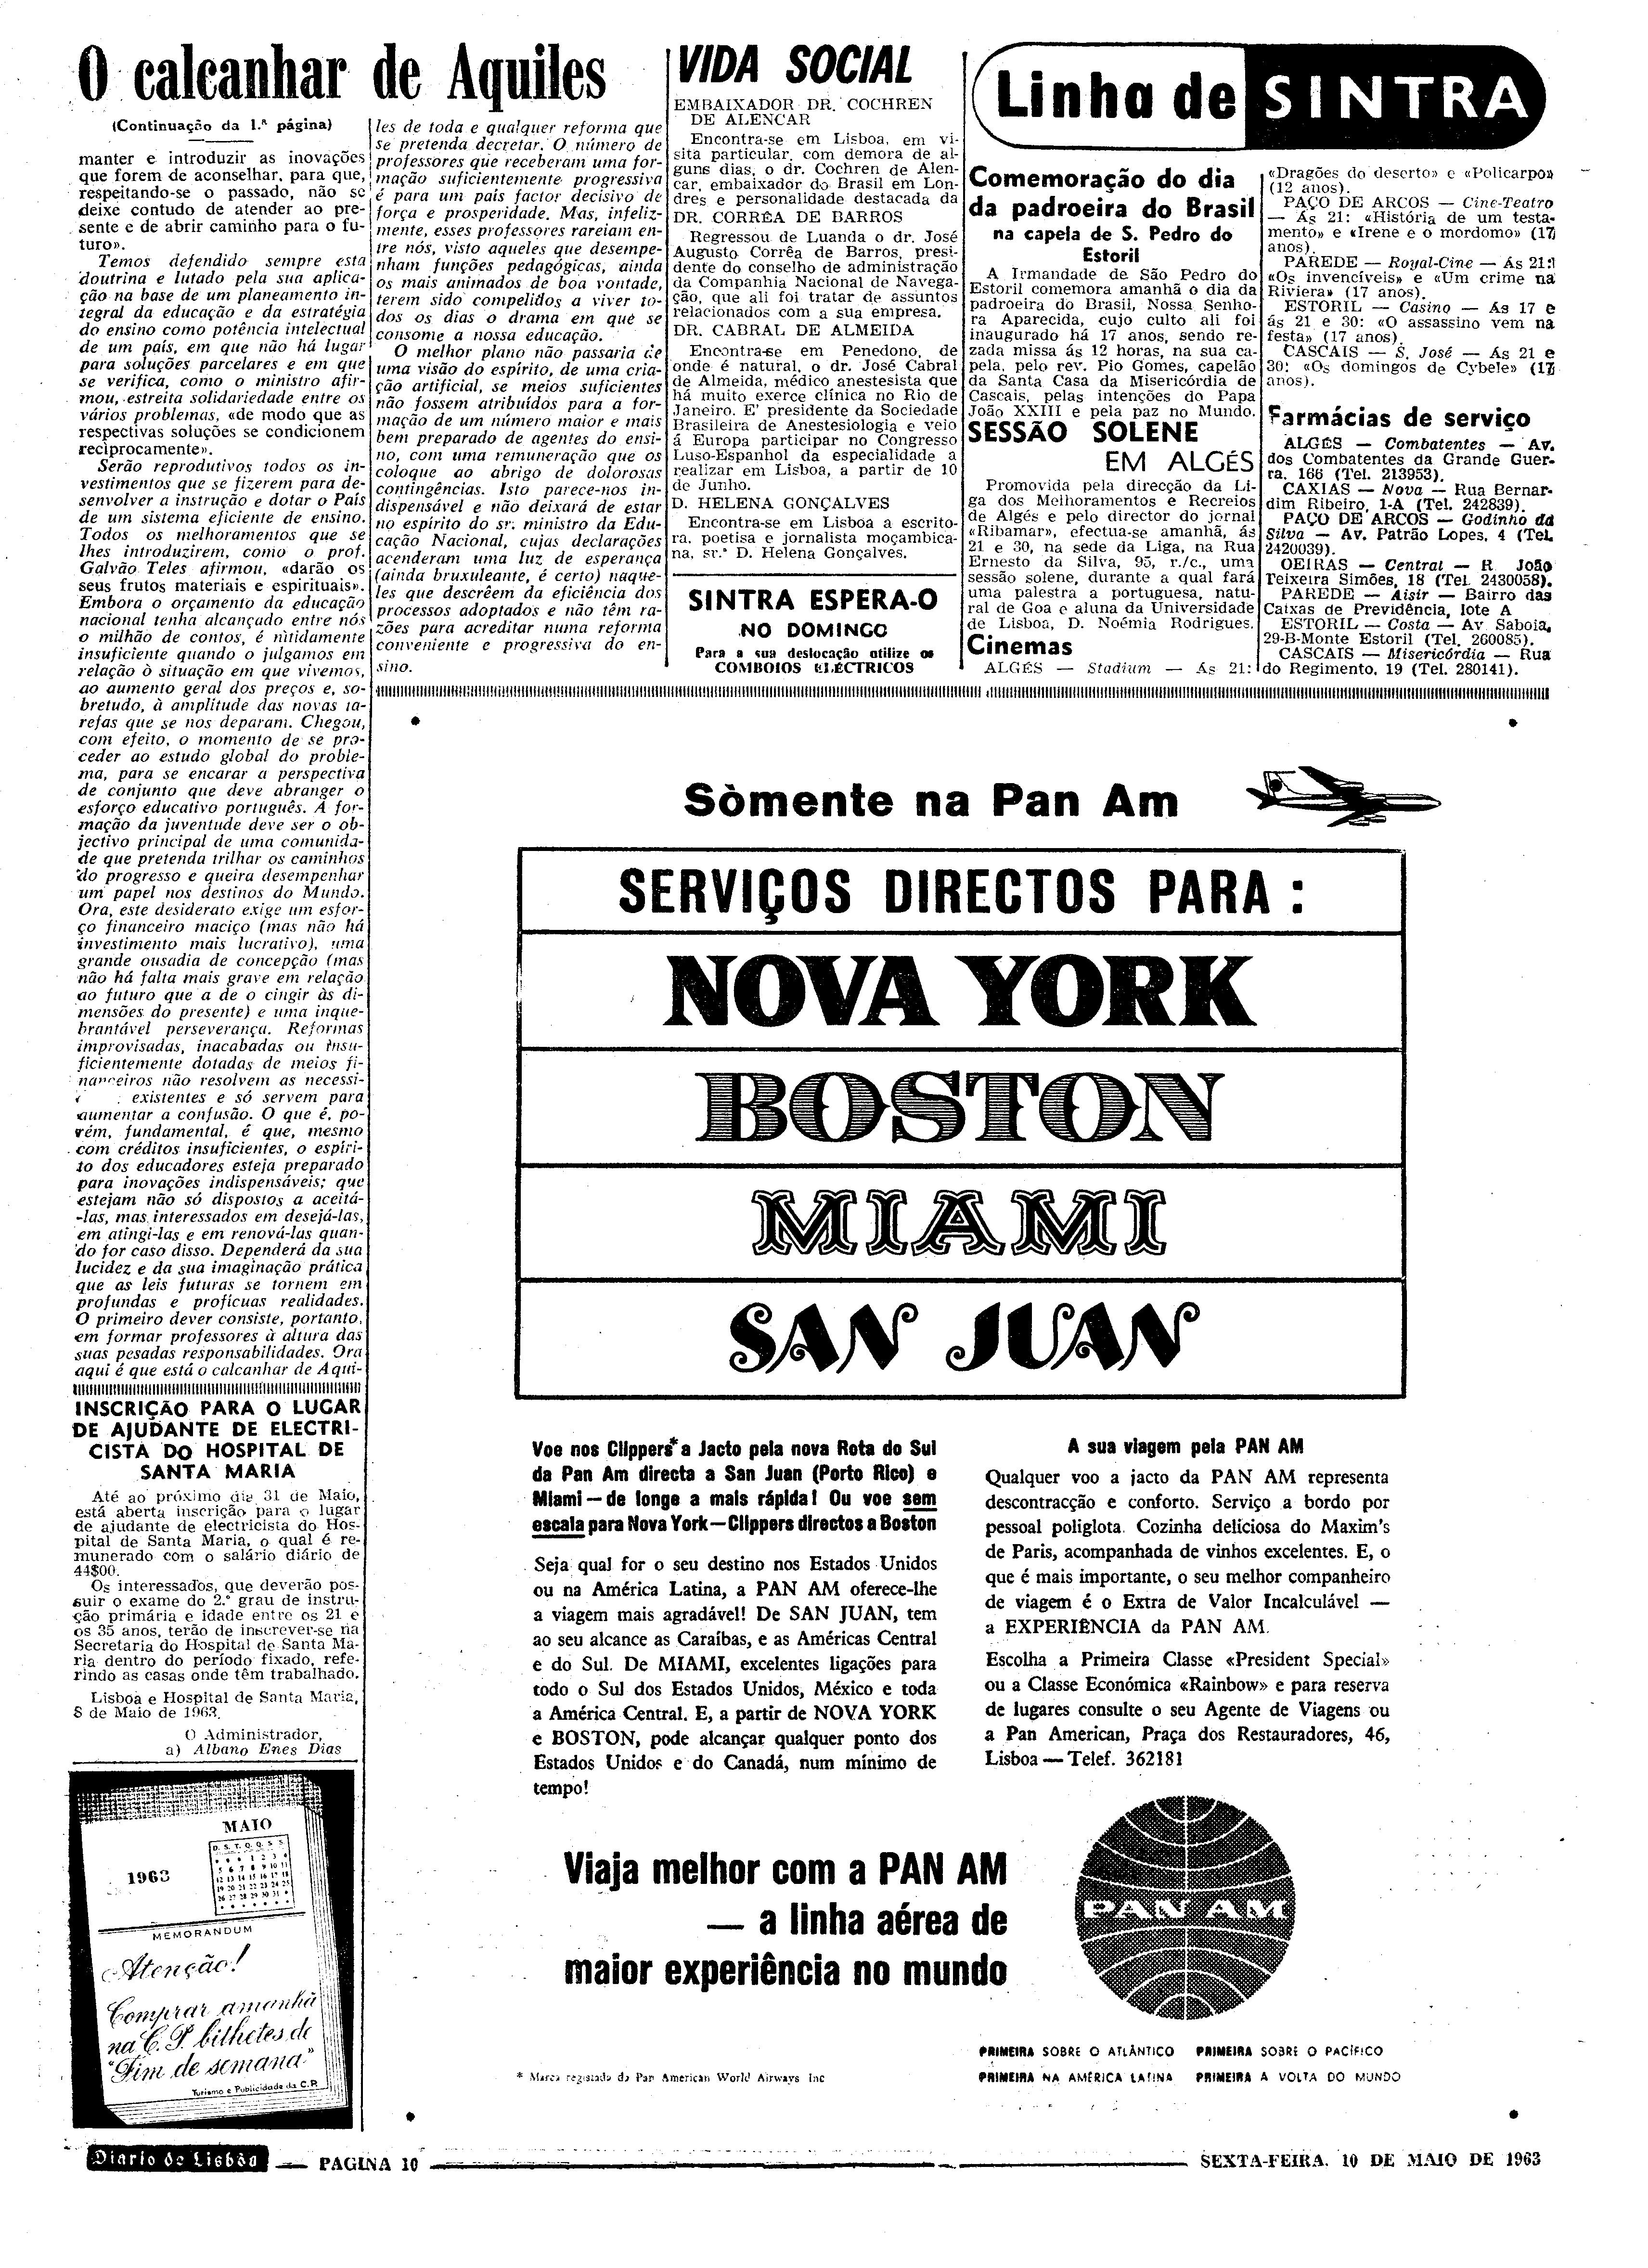 O calcanhar de Aquiles
(Continuação da 1.ª página)
manter e introduzir as inovações
que forem de aconselhar, para que,
respeitando-se o passado, não se
deixe contudo de atender ao pre-
sente e de abrir caminho para o fu-
turo».
Temos defendido sempre esta
doutrina e lutado pela sua aplica-
ção na base de um planeamento in-
tegral da educação e da estratégia
do ensino como potência intelectual
de um país, em que não há lugar
para soluções parcelares e em que
se verifica, como o ministro afir-
mou, estreita solidariedade entre os
vários problemas, «de modo que as
respectivas soluções se condicionem
reciprocamente».
Serão reprodutivos todos os in-
vestimentos que se fizerem para de-
senvolver a instrução e dotar o País
de um sistema eficiente de ensino.
Todos os melhoramentos que se
lhes introduzirem, como o prof.
Galvão Teles afirmou, «darão os
seus frutos materiais e espirituais».
Embora o orçamento da educação
nacional tenha alcançado entre nós
o milhão de contos, é nìtidamente
insuficiente quando o julgamos em
relação ò situação em que vivemos,
ao aumento geral dos preços e, so-
bretudo, à amplitude das novas ta-
refas que se nos deparam. Chegou,
com efeito, o momento de se pro-
ceder ao estudo global do proble-
ma, para se encarar a perspectiva
de conjunto que deve abranger o
esforço educativo português. A for-
mação da juventude deve ser o ob-
jectivo principal de uma comunida-
de que pretenda trilhar os caminhos
do progresso e queira desempenhar
um papel nos destinos do Mundo.
Ora, este desiderato exige um esfor-
ço financeiro maciço (mas não há
investimento mais lucrativo), uma
grande ousadia de concepção (mas
não há falta mais grave em relação
ao futuro que a de o cingir às di-
mensões do presente) e uma inque-
brantável perseverança. Reformas
improvisadas, inacabadas ou insu-
ficientemente dotadas de meios fi-
nanceiros não resolvem as necessi-
existentes e só servem para
aumentar a confusão. O que é, po-
rém, fundamental, é que, mesmo
com créditos insuficientes, o espíri-
to dos educadores esteja preparado
para inovações indispensáveis; que
estejam não só dispostos a aceitá-
-las, mas interessados em desejá-las,
em atingi-las e em renová-las quan-
do for caso disso. Dependerá da sua
lucidez e da sua imaginação prática
que as leis futuras se tornem em
profundas e profícuas realidades.
O primeiro dever consiste, portanto,
em formar professores à altura das
suas pesadas responsabilidades. Ora
aqui é que está o calcanhar de Aqui-
les de toda e qualquer reforma que
se pretenda decretar. O número de
professores que receberam uma for-
mação suficientemente progressiva
é para um país factor decisivo de
força e prosperidade. Mas, infeliz-
mente, esses professores rareiam en-
tre nós, visto aqueles que desempe-
nham funções pedagógicas, ainda
os mais animados de boa vontade,
terem sido compelidos a viver to-
dos os dias o drama em que se
consome a nossa educação.
O melhor plano não passaria de
uma visão do espírito, de uma cria-
ção artificial, se meios suficientes
não fossem atribuídos para a for-
mação de um número maior e mais
bem preparado de agentes do ensi-
no, com uma remuneração que os
coloque ao abrigo de dolorosas
contingências. Isto parece-nos in-
dispensável e não deixará de estar
no espírito do sr. ministro da Edu-
cação Nacional, cujas declarações
acenderam uma luz de esperança
(ainda bruxuleante, é certo) naque-
les que descrêem da eficiência dos
processos adoptados e não têm ra-
zões para acreditar numa reforma
conveniente e progressiva do en-
sino.
INSCRIÇÃO PARA O LUGAR
DE AJUDANTE DE ELECTRI-
CISTA DO HOSPITAL DE
SANTA MARIA
Até ao próximo dia 31 de Maio,
está aberta inscrição para o lugar
de ajudante de electricista do Hos-
pital de Santa Maria, o qual é re-
munerado com o salário diário de
44$00.
Os interessados, que deverão pos-
suir o exame do 2.º grau de instru-
ção primária e idade entre os 21 e
os 35 anos, terão de inscrever-se na
Secretaria do Hospital de Santa Ma-
ria dentro do período fixado, refe-
rindo as casas onde têm trabalhado.
Lisboa e Hospital de Santa Maria,
8 de Maio de 1963.
O Administrador,
a) Albano Enes Dias
MAIO
1963
D. S. T. Q. Q. S. S.
1 2 3 4
5 6 7 8 9 10 11
12 13 14 15 16 17 18
19 20 21 22 23 24 25
26 27 28 29 30 31
MEMORANDUM
Atenção!
Comprar amanhã
na C. P. bilhetes de
"Fim de semana"
Turismo e Publicidade da C.P.
VIDA SOCIAL
EMBAIXADOR DR. COCHREN
DE ALENCAR
Encontra-se em Lisboa, em vi-
sita particular, com demora de al-
guns dias, o dr. Cochren de Alen-
car, embaixador do Brasil em Lon-
dres e personalidade destacada da
DR. CORRÊA DE BARROS
Regressou de Luanda o dr. José
Augusto Corrêa de Barros, presi-
dente do conselho de administração
da Companhia Nacional de Navega-
ção, que ali foi tratar de assuntos
relacionados com a sua empresa.
DR. CABRAL DE ALMEIDA
Encontra-se em Penedono, de
onde é natural, o dr. José Cabral
de Almeida, médico anestesista que
há muito exerce clínica no Rio de
Janeiro. E' presidente da Sociedade
Brasileira de Anestesiologia e veio
á Europa participar no Congresso
Luso-Espanhol da especialidade a
realizar em Lisboa, a partir de 10
de Junho.
D. HELENA GONÇALVES
Encontra-se em Lisboa a escrito-
ra, poetisa e jornalista moçambica-
na, sr.ª D. Helena Gonçalves.
SINTRA ESPERA-O
NO DOMINGO
Para a sua deslocação utilize os
COMBOIOS ELÉCTRICOS
Linha de SINTRA
Comemoração do dia
da padroeira do Brasil
na capela de S. Pedro do
Estoril
A Irmandade de São Pedro do
Estoril comemora amanhã o dia da
padroeira do Brasil, Nossa Senho-
ra Aparecida, cujo culto ali foi
inaugurado há 17 anos, sendo re-
zada missa ás 12 horas, na sua ca-
pela, pelo rev. Pio Gomes, capelão
da Santa Casa da Misericórdia de
Cascais, pelas intenções do Papa
João XXIII e pela paz no Mundo.
SESSÃO SOLENE
EM ALGÉS
Promovida pela direcção da Li-
ga dos Melhoramentos e Recreios
de Algés e pelo director do jornal
«Ribamar», efectua-se amanhã, ás
21 e 30, na sede da Liga, na Rua
Ernesto da Silva, 95, r./c., uma
sessão solene, durante a qual fará
uma palestra a portuguesa, natu-
ral de Goa e aluna da Universidade
de Lisboa, D. Noémia Rodrigues.
Cinemas
ALGÉS — Stadium — Ás 21:
«Dragões do deserto» e «Policarpo»
(12 anos).
PAÇO DE ARCOS — Cine-Teatro
— Ás 21: «História de um testa-
mento» e «Irene e o mordomo» (17
anos).
PAREDE — Royal-Cine — Ás 21:
«Os invencíveis» e «Um crime na
Riviera» (17 anos).
ESTORIL — Casino — Ás 17 e
ás 21 e 30: «O assassino vem na
festa» (17 anos).
CASCAIS — S. José — Ás 21 e
30: «Os domingos de Cybele» (17
anos).
Farmácias de serviço
ALGÉS — Combatentes — Av.
dos Combatentes da Grande Guer-
ra, 166 (Tel. 213953).
CAXIAS — Nova — Rua Bernar-
dim Ribeiro, 1-A (Tel. 242839).
PAÇO DE ARCOS — Godinho da
Silva — Av. Patrão Lopes, 4 (Tel.
2420039).
OEIRAS — Central — R. João
Teixeira Simões, 18 (Tel. 2430058).
PAREDE — Aisir — Bairro das
Caixas de Previdência, lote A
ESTORIL — Costa — Av. Saboia,
29-B-Monte Estoril (Tel. 260085).
CASCAIS — Misericórdia — Rua
do Regimento, 19 (Tel. 280141).
Sòmente na Pan Am
SERVIÇOS DIRECTOS PARA :
NOVA YORK
BOSTON
MIAMI
SAN JUAN
Voe nos Clippers* a Jacto pela nova Rota do Sul
da Pan Am directa a San Juan (Porto Rico) e
Miami — de longe a mais rápida! Ou voe sem
escala para Nova York — Clippers directos a Boston
Seja qual for o seu destino nos Estados Unidos
ou na América Latina, a PAN AM oferece-lhe
a viagem mais agradável! De SAN JUAN, tem
ao seu alcance as Caraíbas, e as Américas Central
e do Sul. De MIAMI, excelentes ligações para
todo o Sul dos Estados Unidos, México e toda
a América Central. E, a partir de NOVA YORK
e BOSTON, pode alcançar qualquer ponto dos
Estados Unidos e do Canadá, num mínimo de
tempo!
A sua viagem pela PAN AM
Qualquer voo a jacto da PAN AM representa
descontracção e conforto. Serviço a bordo por
pessoal poliglota. Cozinha deliciosa do Maxim's
de Paris, acompanhada de vinhos excelentes. E, o
que é mais importante, o seu melhor companheiro
de viagem é o Extra de Valor Incalculável —
a EXPERIÊNCIA da PAN AM.
Escolha a Primeira Classe «President Special»
ou a Classe Económica «Rainbow» e para reserva
de lugares consulte o seu Agente de Viagens ou
a Pan American, Praça dos Restauradores, 46,
Lisboa — Telef. 362181
Viaja melhor com a PAN AM
— a linha aérea de
maior experiência no mundo
PAN AM
PRIMEIRA SOBRE O ATLÂNTICO PRIMEIRA SOBRE O PACÍFICO
PRIMEIRA NA AMÉRICA LATINA PRIMEIRA À VOLTA DO MUNDO
* Marca registada da Pan American World Airways Inc
Diario de Lisbôa — PAGINA 10
SEXTA-FEIRA, 10 DE MAIO DE 1963